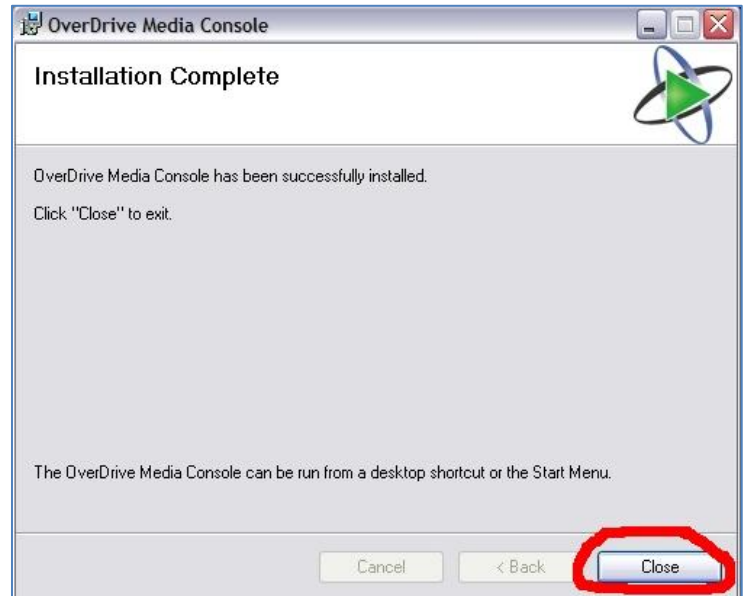 OverDrive Media Console
Installation Complete
OverDrive Media Console has been successfully installed.
Click "Close" to exit.
The OverDrive Media Console can be run from a desktop shortcut or the Start Menu.
Cancel < Back Close